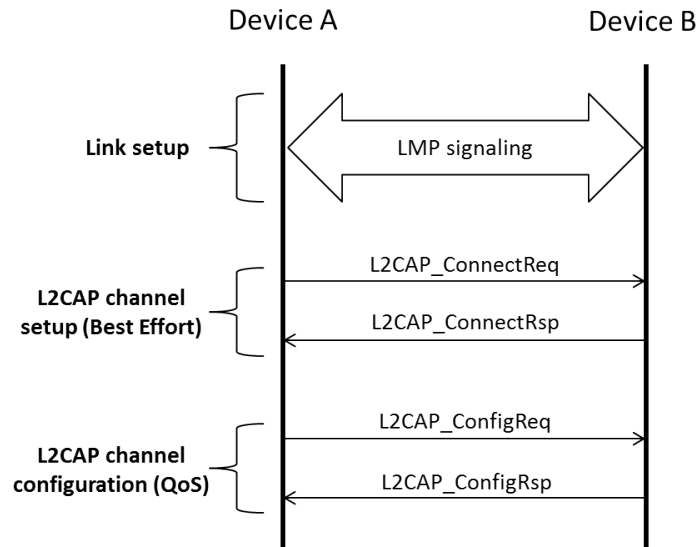 Device A
Device B
Link setup
LMP signaling
L2CAP_ConnectReq
L2CAP channel
setup (Best Effort)
L2CAP_ConnectRsp
L2CAP_ConfigReq
L2CAP channel
configuration (QoS)
L2CAP_ConfigRsp